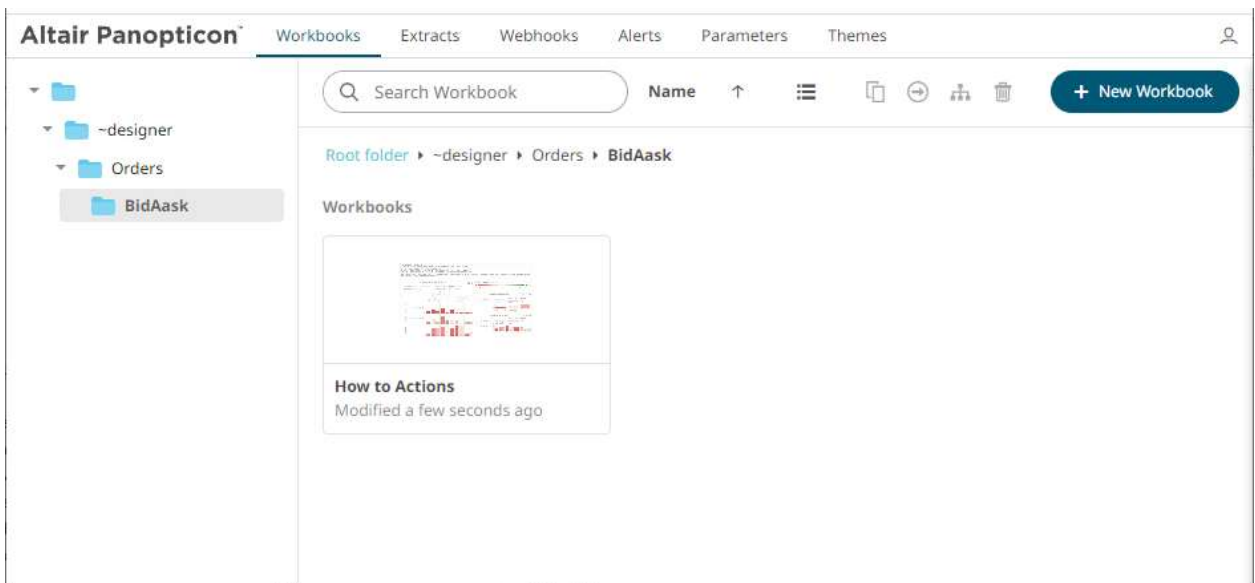 Altair Panopticon™ Workbooks Extracts Webhooks Alerts Parameters Themes
Search Workbook Name ↑ + New Workbook
~designer
Orders
BidAask
Root folder ▸ ~designer ▸ Orders ▸ BidAask
Workbooks
How to Actions
Modified a few seconds ago